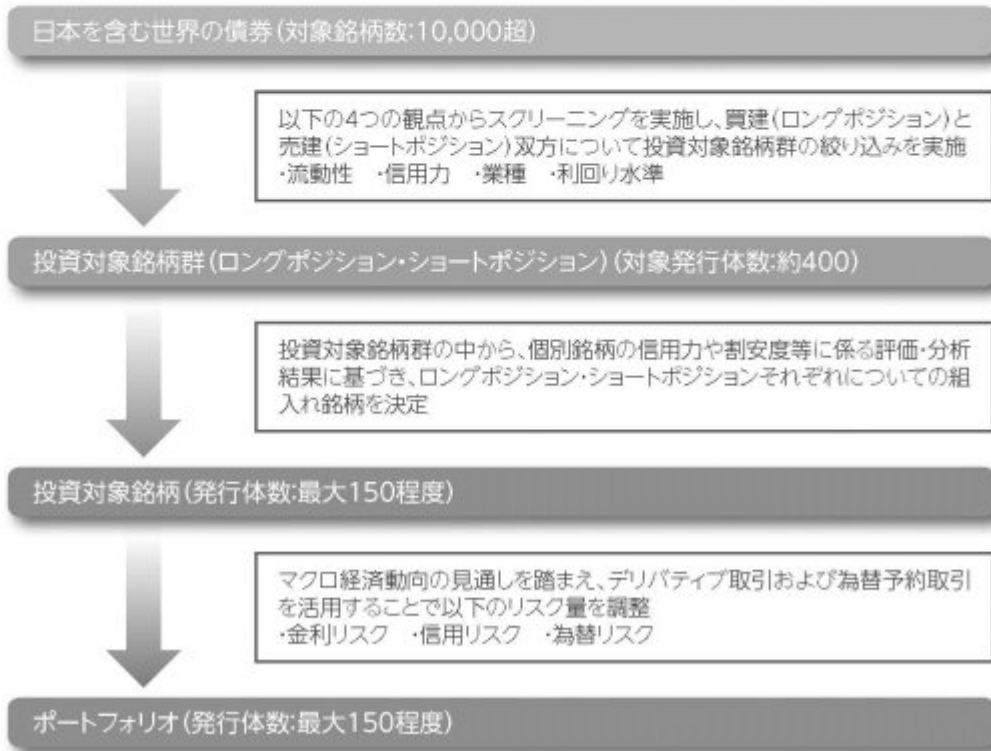 日本を含む世界の債券(対象銘柄数:10,000超)
以下の4つの観点からスクリーニングを実施し、買建(ロングポジション)と
売建(ショートポジション)双方について投資対象銘柄群の絞り込みを実施
・流動性　・信用力　・業種　・利回り水準
投資対象銘柄群(ロングポジション・ショートポジション)(対象発行体数:約400)
投資対象銘柄群の中から、個別銘柄の信用力や割安度等に係る評価・分析
結果に基づき、ロングポジション・ショートポジションそれぞれについての組
入れ銘柄を決定
投資対象銘柄(発行体数:最大150程度)
マクロ経済動向の見通しを踏まえ、デリバティブ取引および為替予約取引
を活用することで以下のリスク量を調整
・金利リスク　・信用リスク　・為替リスク
ポートフォリオ(発行体数:最大150程度)